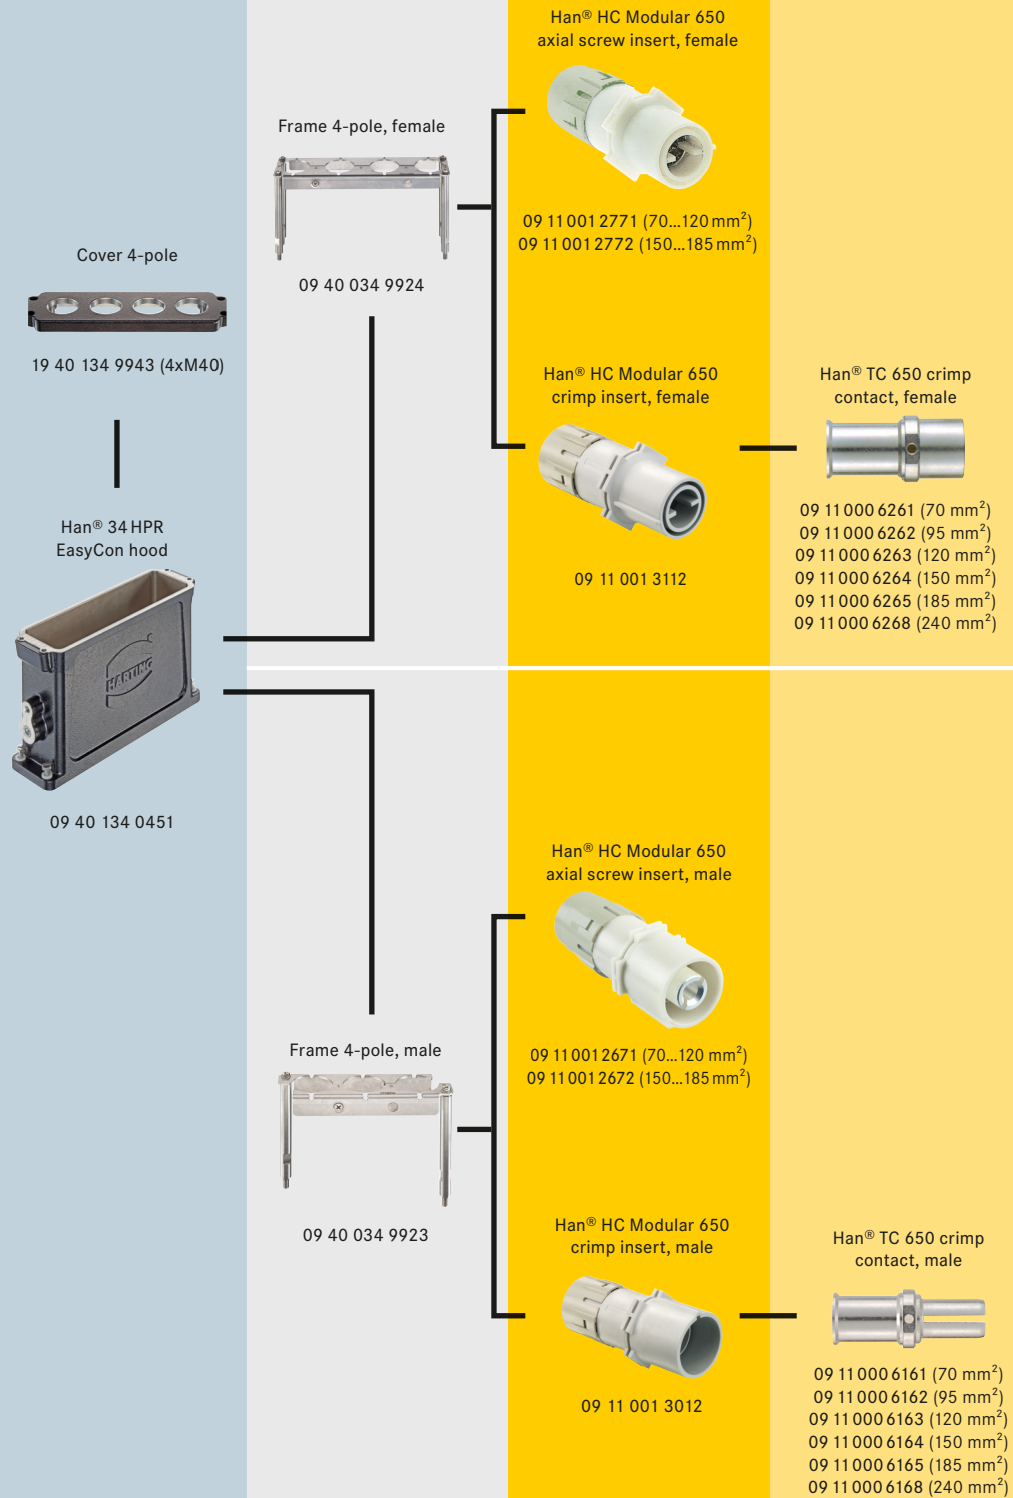 Cover 4-pole
19 40 134 9943 (4xM40)
Han® 34 HPR
EasyCon hood
HARTING
09 40 134 0451
Frame 4-pole, female
09 40 034 9924
Han® HC Modular 650
axial screw insert, female
09 11 001 2771 (70...120 mm²)
09 11 001 2772 (150...185 mm²)
Han® HC Modular 650
crimp insert, female
09 11 001 3112
Han® TC 650 crimp
contact, female
09 11 000 6261 (70 mm²)
09 11 000 6262 (95 mm²)
09 11 000 6263 (120 mm²)
09 11 000 6264 (150 mm²)
09 11 000 6265 (185 mm²)
09 11 000 6268 (240 mm²)
Frame 4-pole, male
09 40 034 9923
Han® HC Modular 650
axial screw insert, male
09 11 001 2671 (70...120 mm²)
09 11 001 2672 (150...185 mm²)
Han® HC Modular 650
crimp insert, male
09 11 001 3012
Han® TC 650 crimp
contact, male
09 11 000 6161 (70 mm²)
09 11 000 6162 (95 mm²)
09 11 000 6163 (120 mm²)
09 11 000 6164 (150 mm²)
09 11 000 6165 (185 mm²)
09 11 000 6168 (240 mm²)